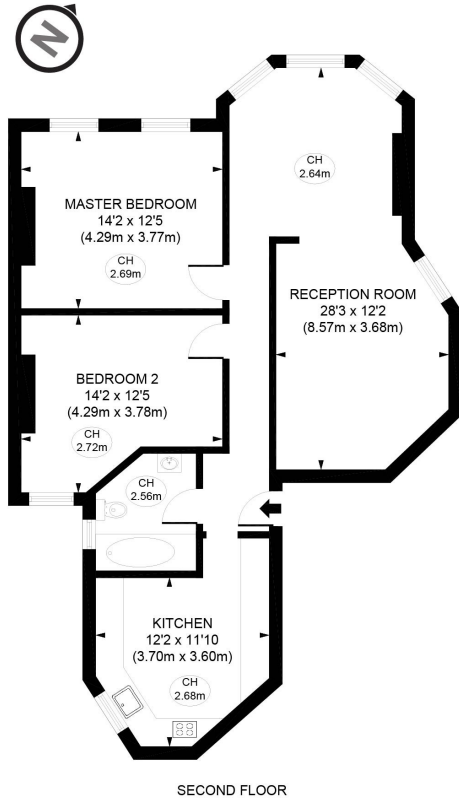 N
CH
2.64m
MASTER BEDROOM
14'2 x 12'5
(4.29m x 3.77m)
CH
2.69m
RECEPTION ROOM
28'3 x 12'2
(8.57m x 3.68m)
BEDROOM 2
14'2 x 12'5
(4.29m x 3.78m)
CH
2.72m
CH
2.56m
KITCHEN
12'2 x 11'10
(3.70m x 3.60m)
CH
2.68m
SECOND FLOOR